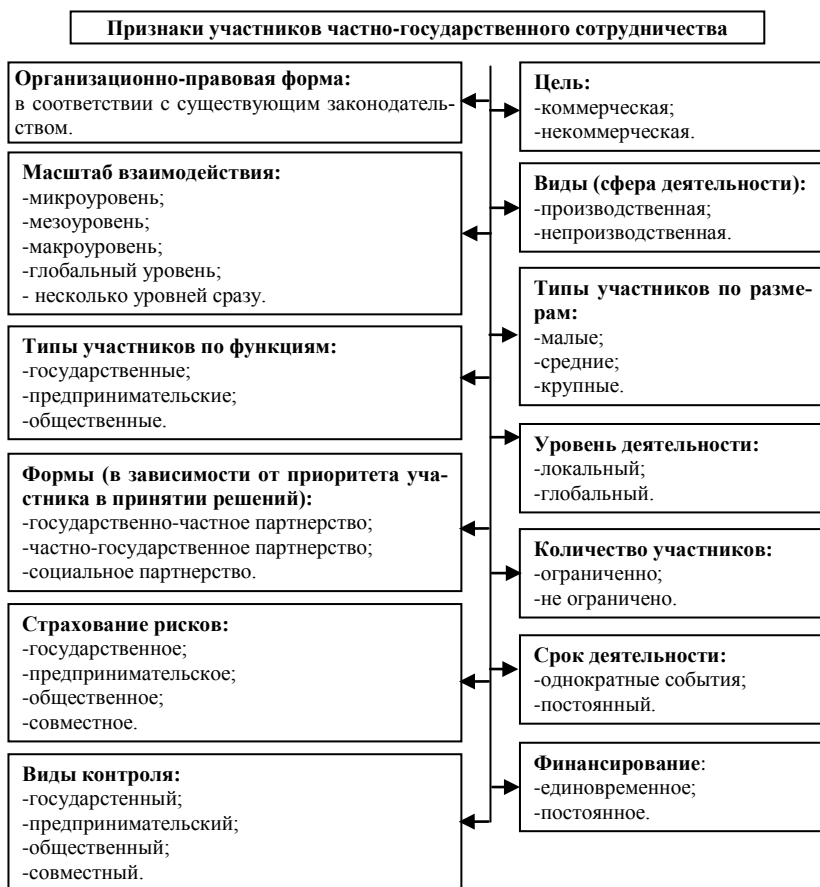 Признаки участников частно-государственного сотрудничества
Организационно-правовая форма:
в соответствии с существующим законодатель-
ством.
Масштаб взаимодействия:
-микроуровень;
-мезоуровень;
-макроуровень;
-глобальный уровень;
- несколько уровней сразу.
Типы участников по функциям:
-государственные;
-предпринимательские;
-общественные.
Формы (в зависимости от приоритета уча-
стника в принятии решений):
-государственно-частное партнерство;
-частно-государственное партнерство;
-социальное партнерство.
Страхование рисков:
-государственное;
-предпринимательское;
-общественное;
-совместное.
Виды контроля:
-государстенный;
-предпринимательский;
-общественный;
-совместный.
Цель:
-коммерческая;
-некоммерческая.
Виды (сфера деятельности):
-производственная;
-непроизводственная.
Типы участников по разме-
рам:
-малые;
-средние;
-крупные.
Уровень деятельности:
-локальный;
-глобальный.
Количество участников:
-ограниченно;
-не ограничено.
Срок деятельности:
-однократные события;
-постоянный.
Финансирование:
-единовременное;
-постоянное.